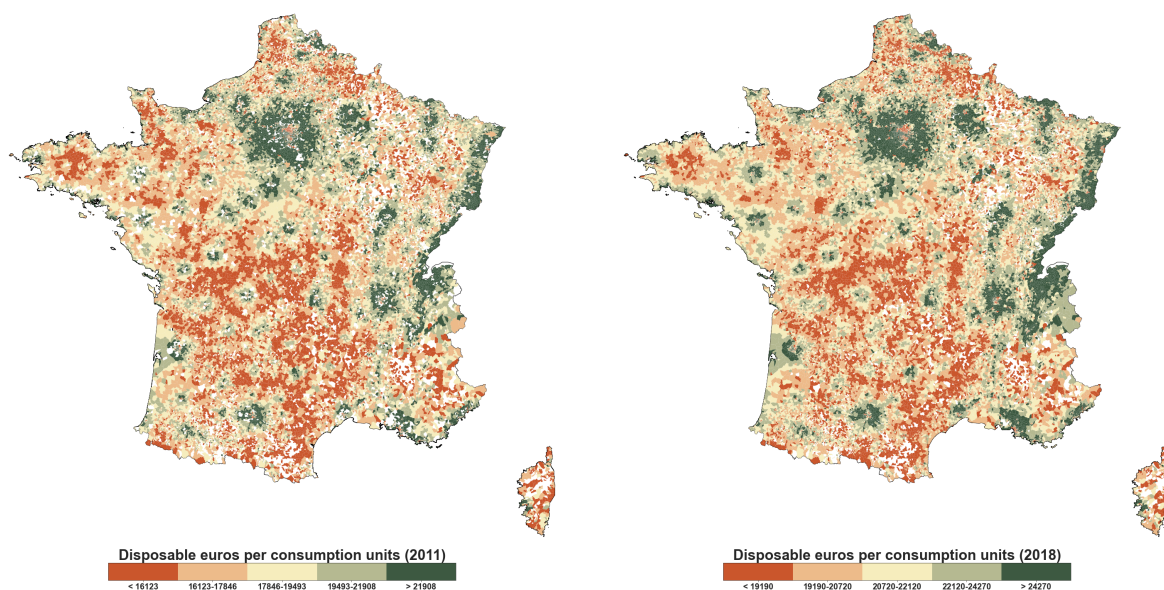 Disposable euros per consumption units (2011)
< 16123 16123-17846 17846-19493 19493-21908 > 21908
Disposable euros per consumption units (2018)
< 19190 19190-20720 20720-22120 22120-24270 > 24270